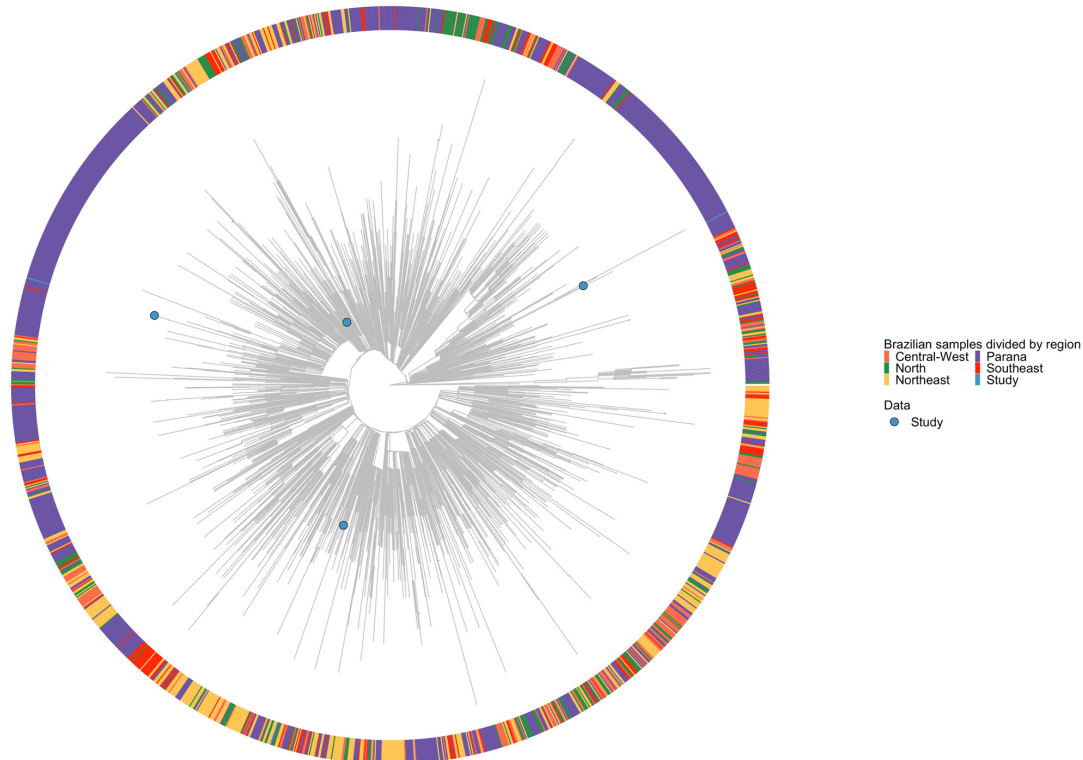 Brazilian samples divided by region
Central-West Parana
North Southeast
Northeast Study
Data
Study